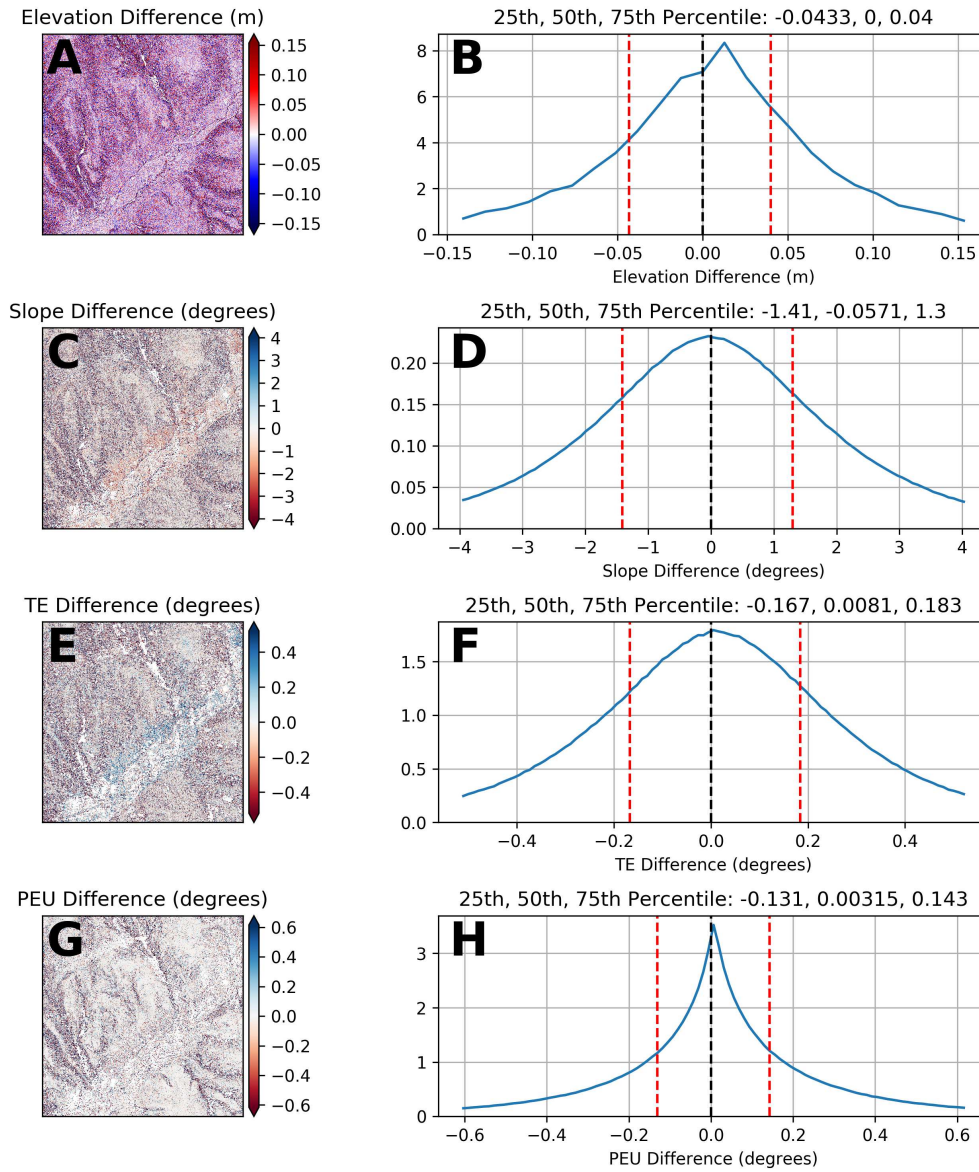 Elevation Difference (m)
A
0.15
0.10
0.05
0.00
−0.05
−0.10
−0.15
25th, 50th, 75th Percentile: -0.0433, 0, 0.04
B
8
6
4
2
0
−0.15 −0.10 −0.05 0.00 0.05 0.10 0.15
Elevation Difference (m)
Slope Difference (degrees)
C
4
3
2
1
0
−1
−2
−3
−4
25th, 50th, 75th Percentile: -1.41, -0.0571, 1.3
D
0.20
0.15
0.10
0.05
0.00
−4 −3 −2 −1 0 1 2 3 4
Slope Difference (degrees)
TE Difference (degrees)
E
0.4
0.2
0.0
−0.2
−0.4
25th, 50th, 75th Percentile: -0.167, 0.0081, 0.183
F
1.5
1.0
0.5
0.0
−0.4 −0.2 0.0 0.2 0.4
TE Difference (degrees)
PEU Difference (degrees)
G
0.6
0.4
0.2
0.0
−0.2
−0.4
−0.6
25th, 50th, 75th Percentile: -0.131, 0.00315, 0.143
H
3
2
1
0
−0.6 −0.4 −0.2 0.0 0.2 0.4 0.6
PEU Difference (degrees)